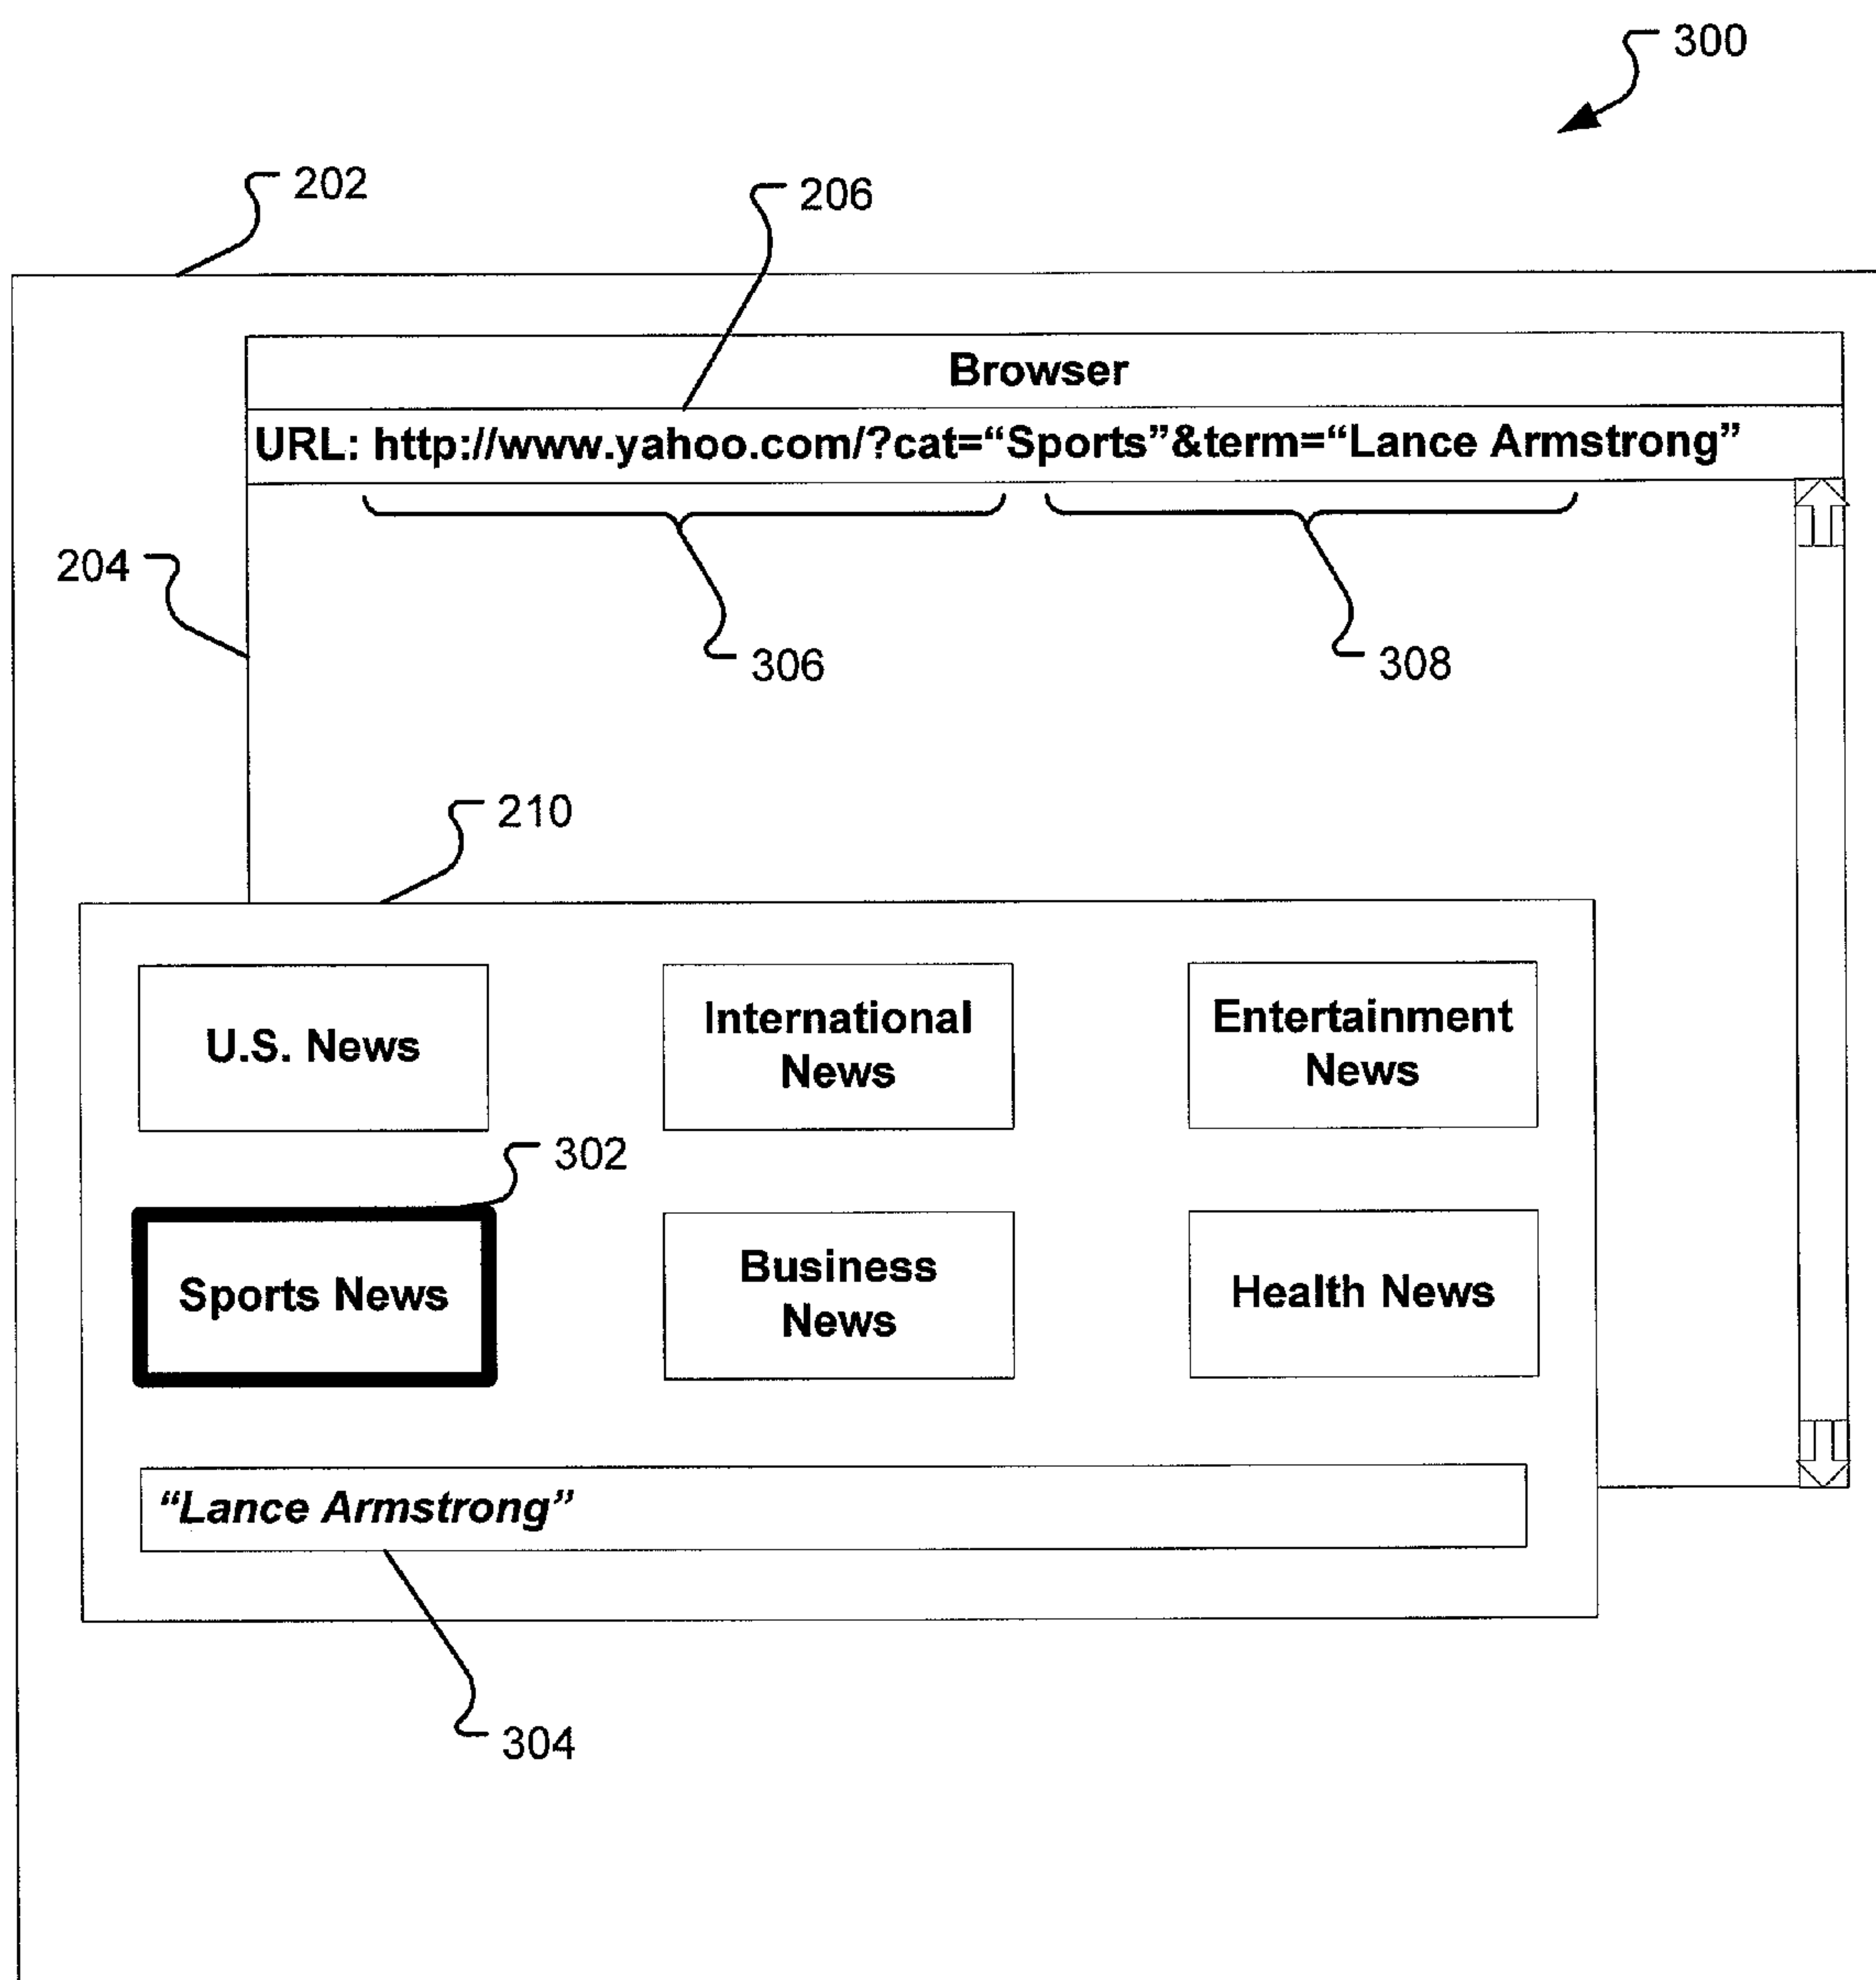 300
202
206
Browser
URL: http://www.yahoo.com/?cat=“Sports”&term=“Lance Armstrong”
204
306
308
210
U.S. News
International
News
Entertainment
News
302
Sports News
Business
News
Health News
“Lance Armstrong”
304